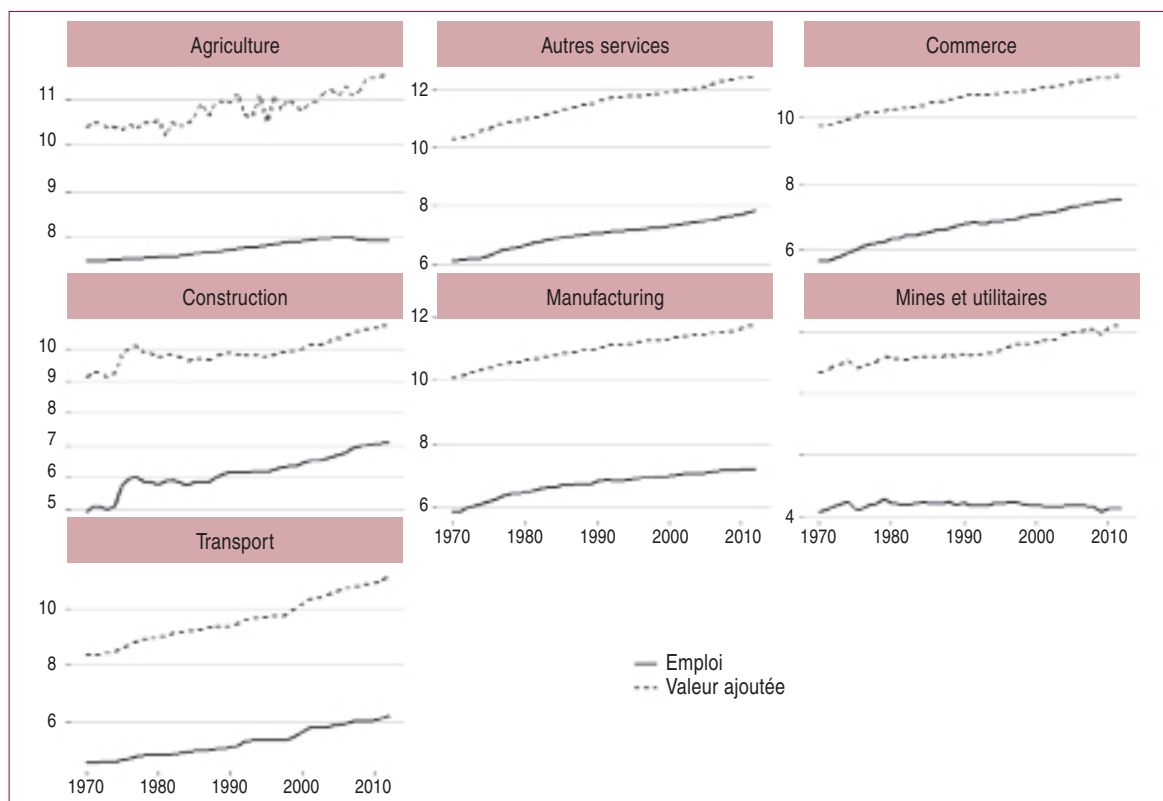 Agriculture
Autres services
Commerce
11
10
9
8
12
10
8
6
10
8
6
Construction
Manufacturing
Mines et utilitaires
10
9
8
7
6
5
12
10
8
6
1970 1980 1990 2000 2010
4
1970 1980 1990 2000 2010
Transport
10
8
6
1970 1980 1990 2000 2010
Emploi
Valeur ajoutée